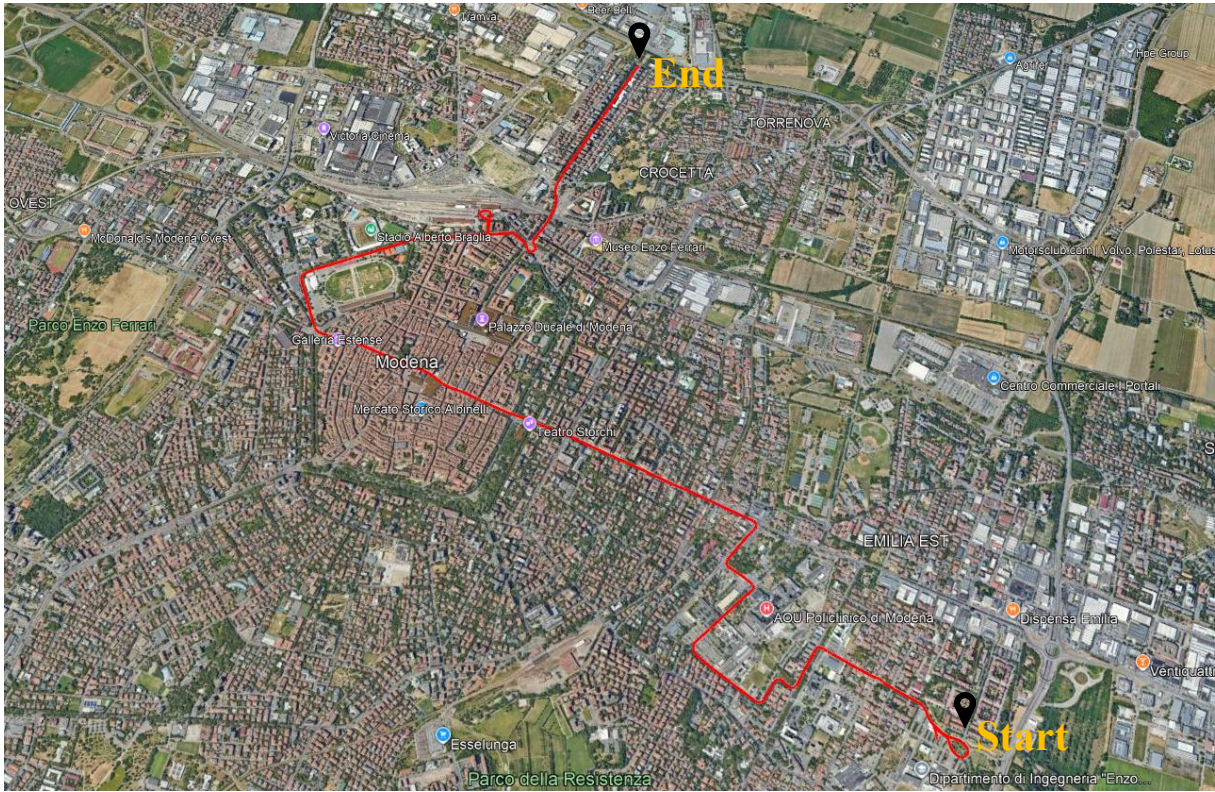 Tramva
Beer Bell
End
Hpe Group
Victoria Cinema
TORRENOVA
CROCETTA
OVEST
McDonald's Modena Ovest
Stadio Alberto Braglia
Museo Enzo Ferrari
Motorsclub.com | Volvo, Polestar, Lotus
Parco Enzo Ferrari
Palazzo Ducale di Modena
Galleria Estense
Modena
Centro Commerciale I Portali
Mercato Storico Albinelli
Teatro Storchi
S
EMILIA EST
AOU Policlinico di Modena
Dispensa Emilia
Ventiquattr
Start
Esselunga
Parco della Resistenza
Dipartimento di Ingegneria "Enzo...